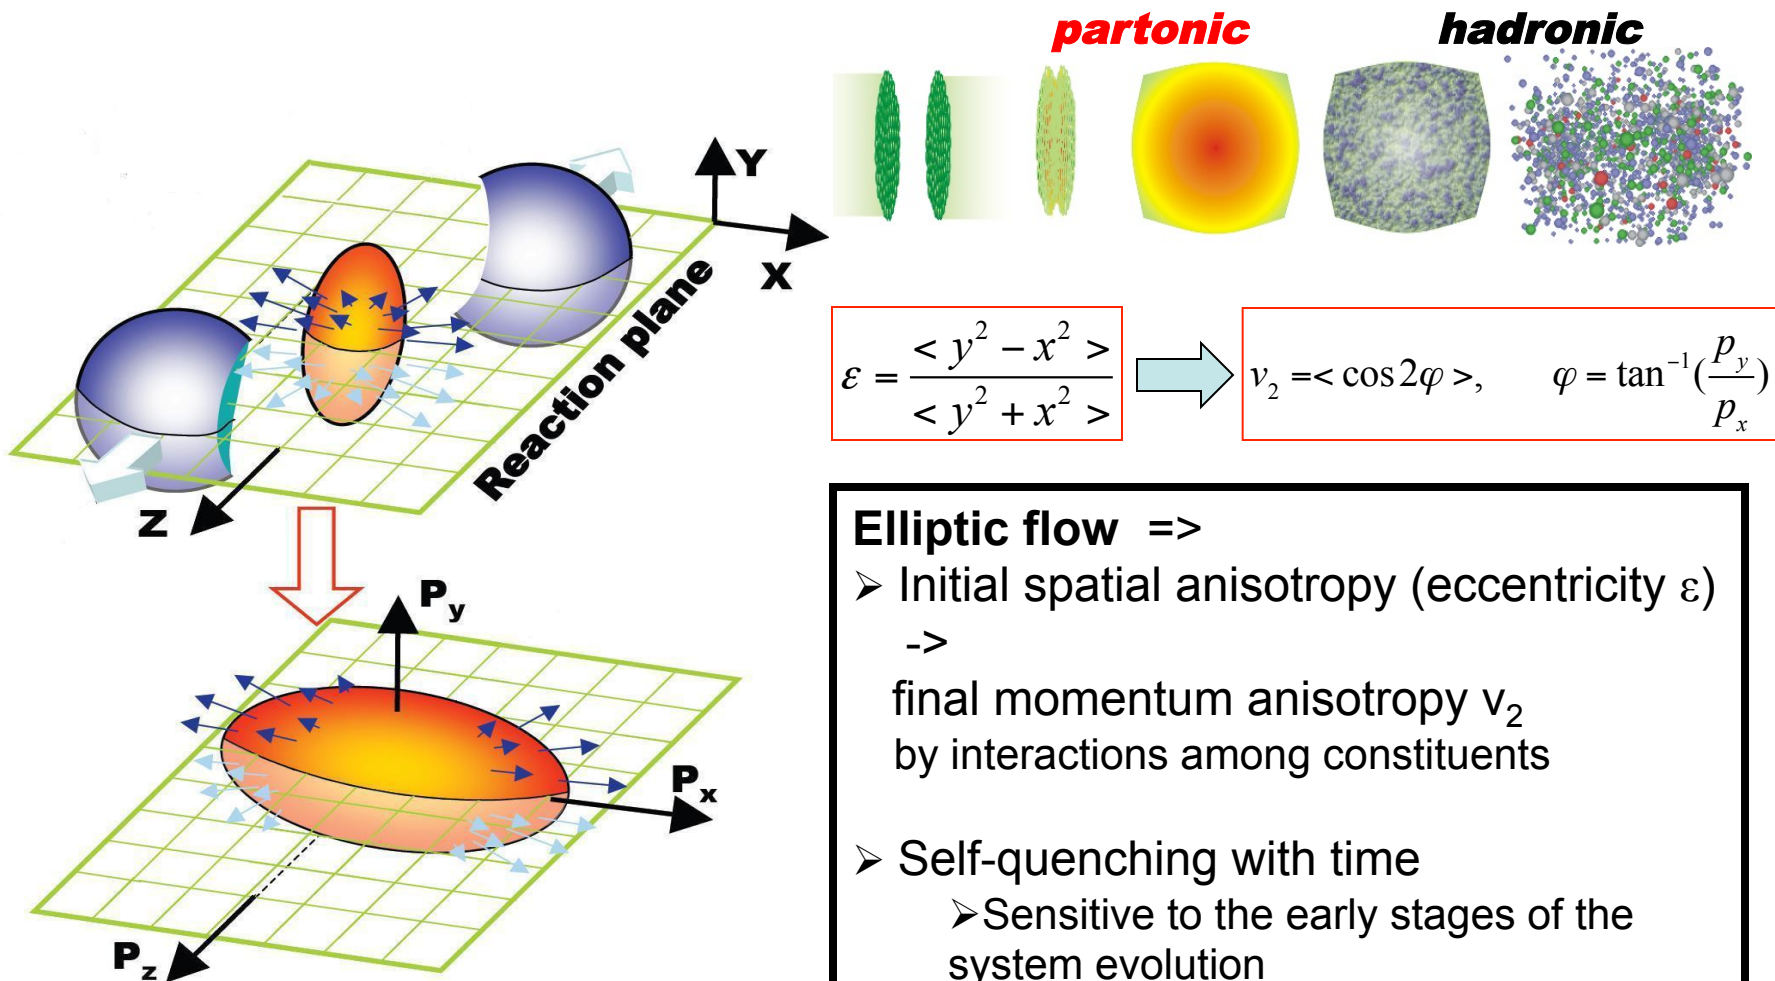 partonic hadronic
Y
X
Z
Reaction plane
ε = < y² − x² > / < y² + x² >
v₂ =< cos 2φ >, φ = tan⁻¹(p_y / p_x)
P_y
P_x
P_z
Elliptic flow =>
➢ Initial spatial anisotropy (eccentricity ε)
->
final momentum anisotropy v₂
by interactions among constituents
➢ Self-quenching with time
➢Sensitive to the early stages of the
system evolution